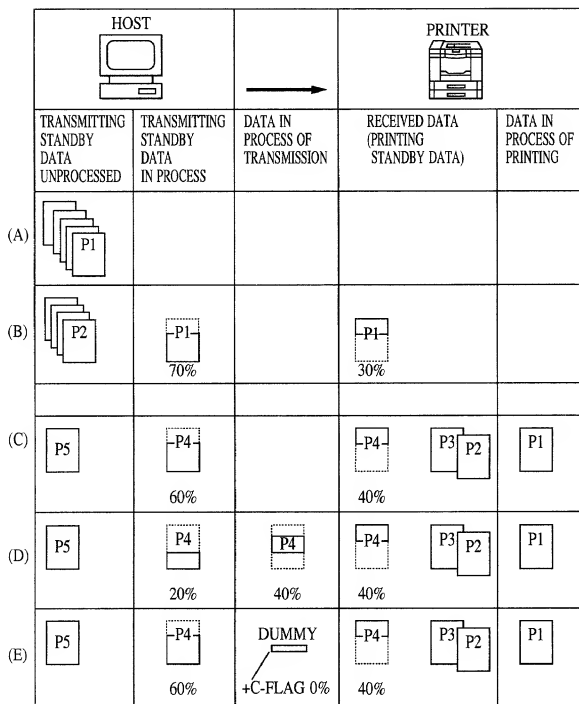 HOST
PRINTER
TRANSMITTING STANDBY DATA UNPROCESSED
TRANSMITTING STANDBY DATA IN PROCESS
DATA IN PROCESS OF TRANSMISSION
RECEIVED DATA (PRINTING STANDBY DATA)
DATA IN PROCESS OF PRINTING
(A)
P1
(B)
P2
P1
70%
P1
30%
(C)
P5
P4
60%
P4
40%
P3
P2
P1
(D)
P5
P4
20%
P4
40%
P4
40%
P3
P2
P1
(E)
P5
P4
60%
DUMMY
+C-FLAG 0%
P4
40%
P3
P2
P1